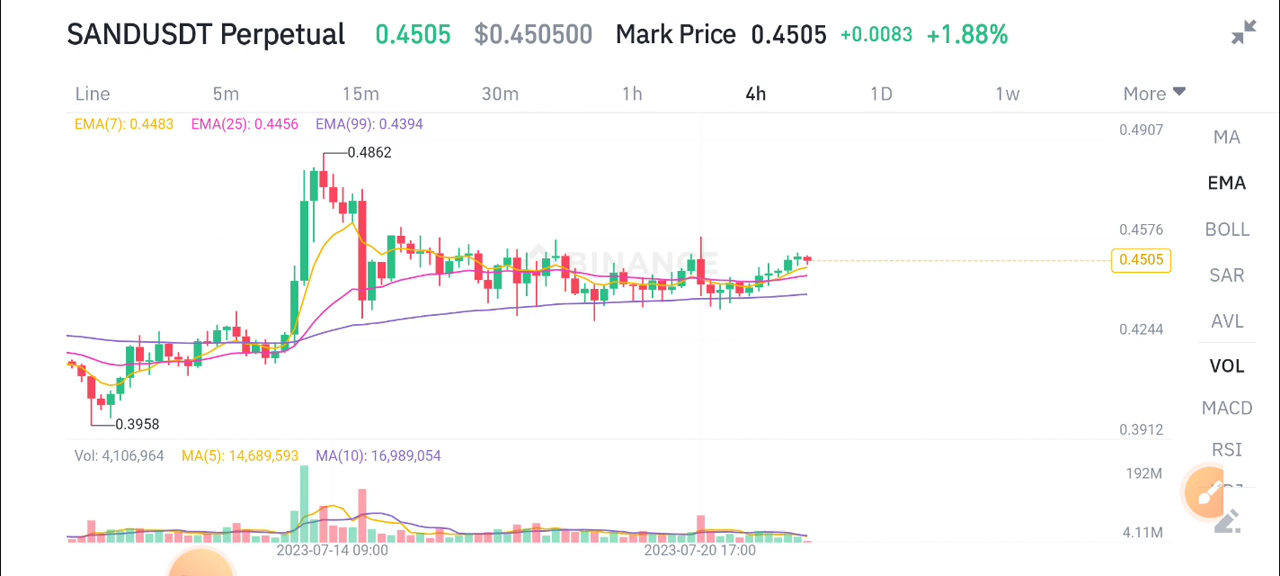 SANDUSDT Perpetual 0.4505 $0.450500 Mark Price 0.4505 +0.0083 +1.88%
Line 5m 15m 30m 1h 4h 1D 1w More
EMA(7): 0.4483 EMA(25): 0.4456 EMA(99): 0.4394
0.4907
MA
0.4862
EMA
0.4576
BOLL
BINANCE
0.4505
SAR
AVL
0.4244
VOL
MACD
0.3958
0.3912
RSI
Vol: 4,106,964 MA(5): 14,689,593 MA(10): 16,989,054
192M
4.11M
2023-07-14 09:00 2023-07-20 17:00